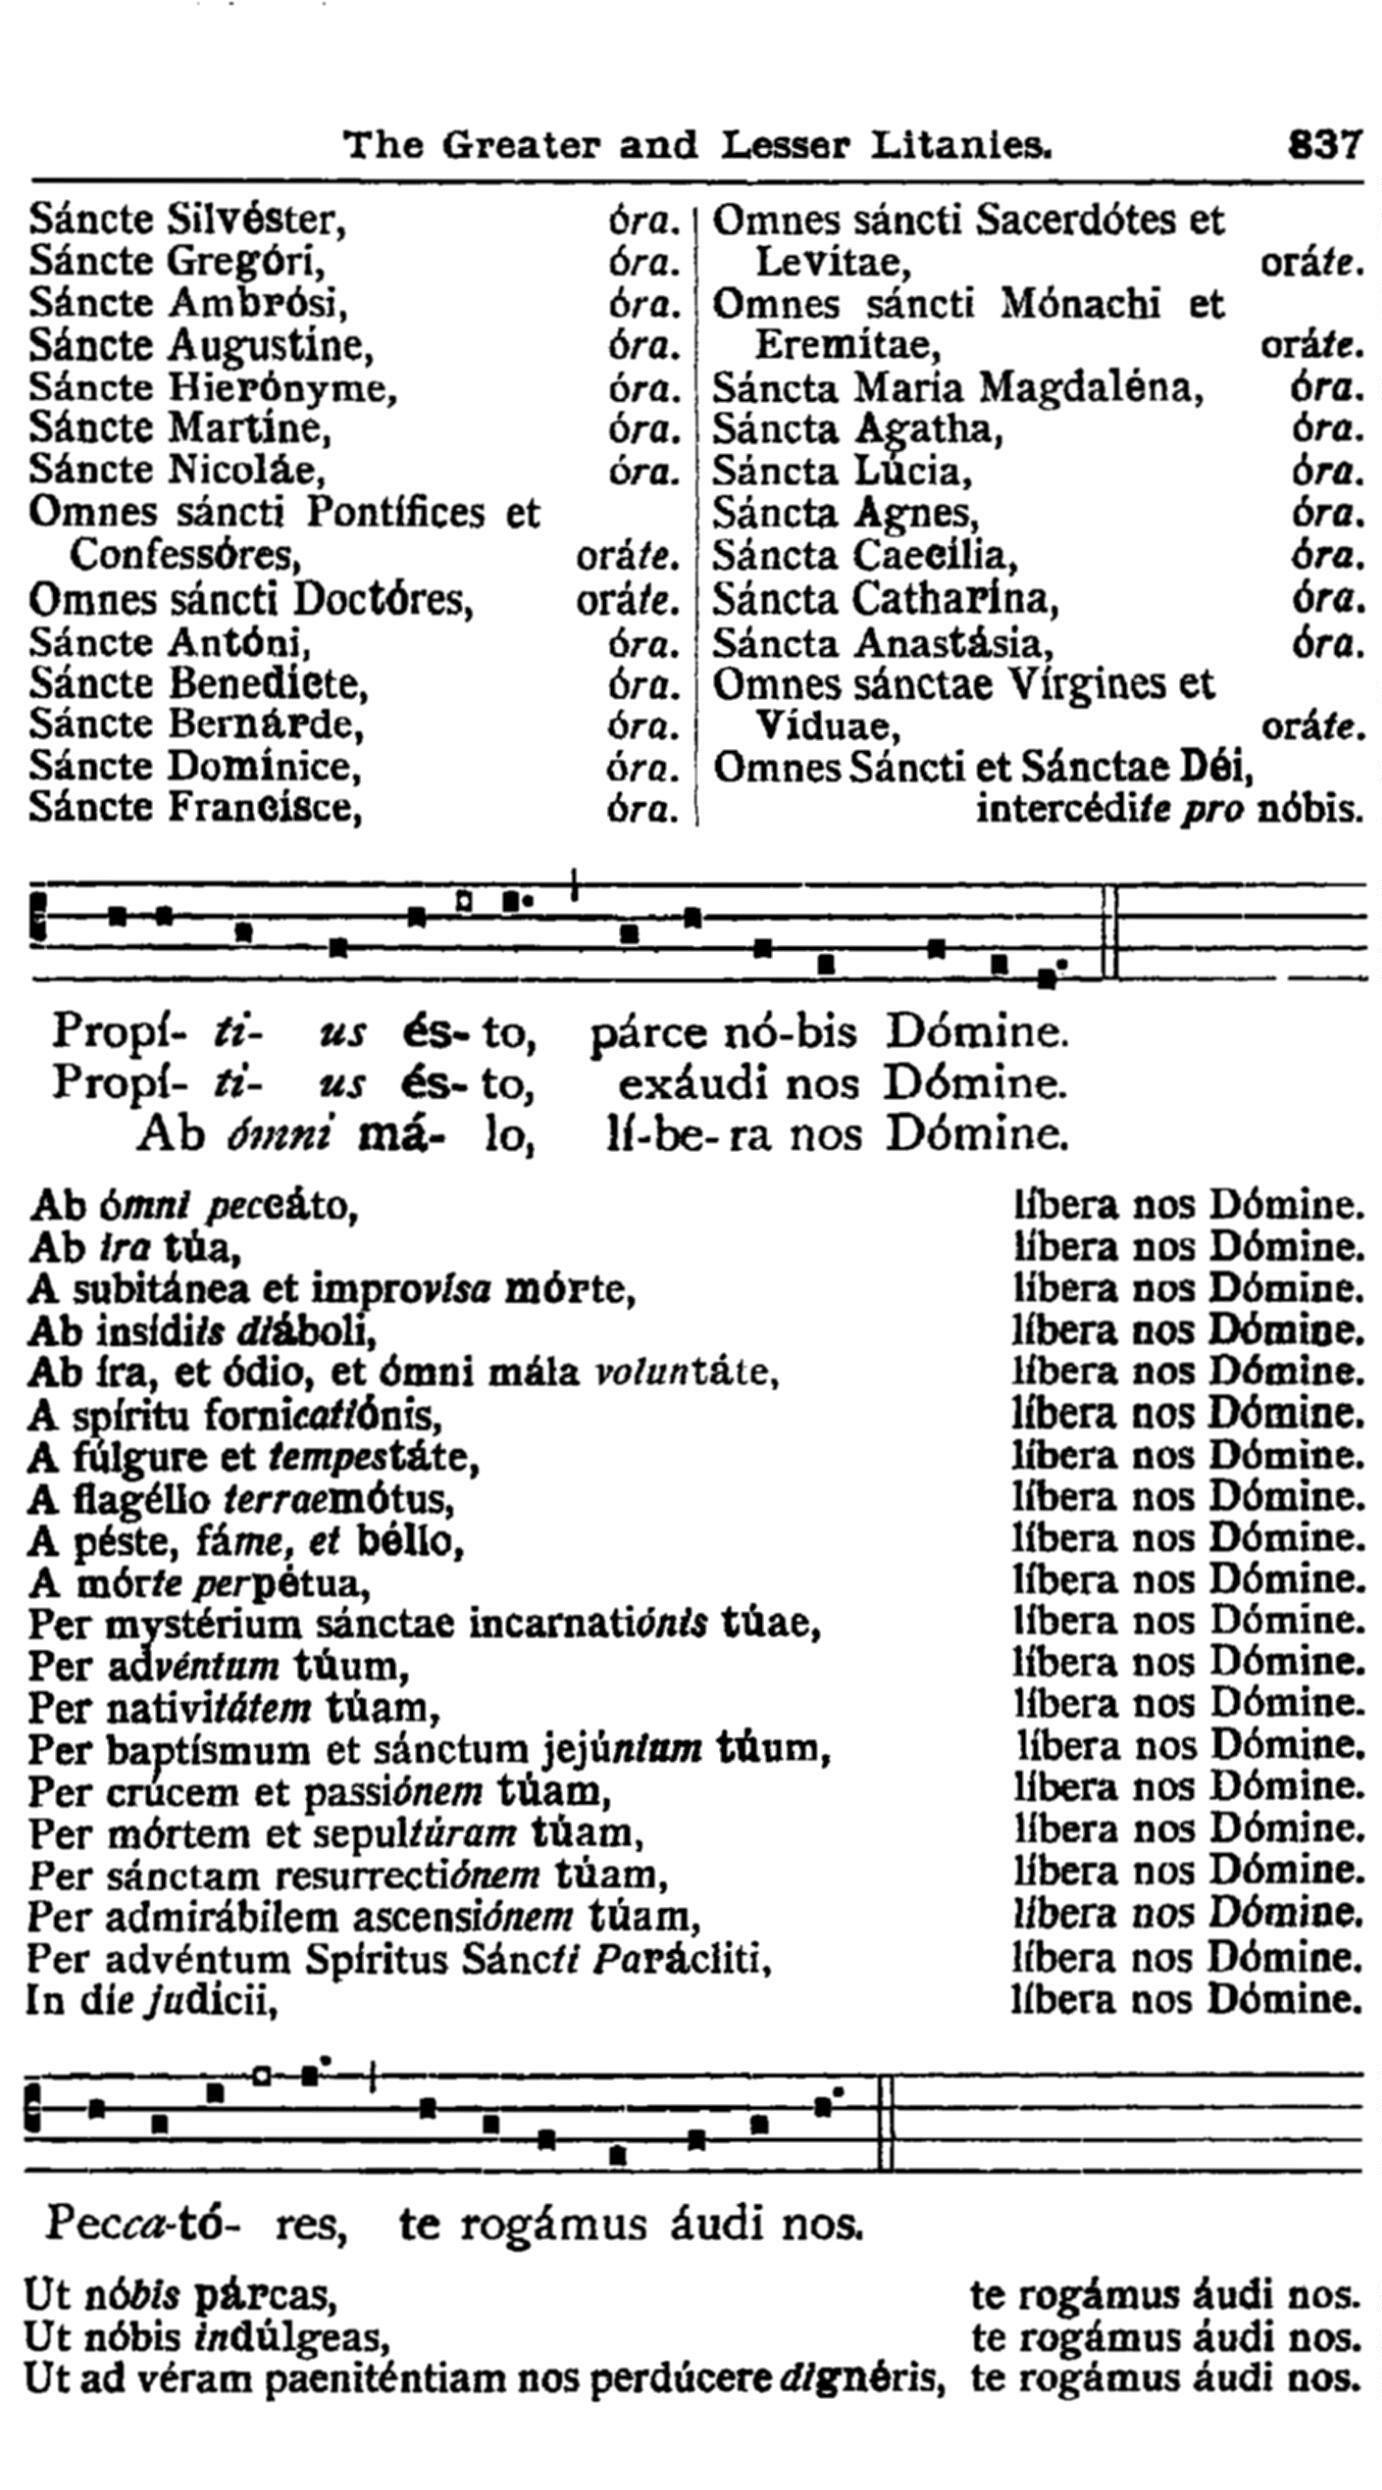 The Greater and Lesser Litanies. 837
Sáncte Silvéster, óra.
Sáncte Gregóri, óra.
Sáncte Ambrósi, óra.
Sáncte Augustíne, óra.
Sáncte Hierónyme, óra.
Sáncte Martíne, óra.
Sáncte Nicoláe, óra.
Omnes sáncti Pontífices et
Confessóres, oráte.
Omnes sáncti Doctóres, oráte.
Sáncte Antóni, óra.
Sáncte Benedícte, óra.
Sáncte Bernárde, óra.
Sáncte Domínice, óra.
Sáncte Francísce, óra.
Omnes sáncti Sacerdótes et
Levítae, oráte.
Omnes sáncti Mónachi et
Eremítae, oráte.
Sáncta María Magdaléna, óra.
Sáncta Agatha, óra.
Sáncta Lúcia, óra.
Sáncta Agnes, óra.
Sáncta Caecília, óra.
Sáncta Catharína, óra.
Sáncta Anastásia, óra.
Omnes sánctae Vírgines et
Víduae, oráte.
Omnes Sáncti et Sánctae Déi,
intercédite pro nóbis.
Propí- ti- us és- to, párce nó-bis Dómine.
Propí- ti- us és- to, exáudi nos Dómine.
Ab ómni má- lo, lí-be- ra nos Dómine.
Ab ómni peccáto, líbera nos Dómine.
Ab ira túa, líbera nos Dómine.
A subitánea et improvísa mórte, líbera nos Dómine.
Ab insídiis diáboli, líbera nos Dómine.
Ab íra, et ódio, et ómni mála voluntáte, líbera nos Dómine.
A spíritu fornicatiónis, líbera nos Dómine.
A fúlgure et tempestáte, líbera nos Dómine.
A flagéllo terraemótus, líbera nos Dómine.
A péste, fáme, et béllo, líbera nos Dómine.
A mórte perpétua, líbera nos Dómine.
Per mystérium sánctae incarnatiónis túae, líbera nos Dómine.
Per advéntum túum, líbera nos Dómine.
Per nativitátem túam, líbera nos Dómine.
Per baptísmum et sánctum jejúnium túum, líbera nos Dómine.
Per crúcem et passiónem túam, líbera nos Dómine.
Per mórtem et sepultúram túam, líbera nos Dómine.
Per sánctam resurrectiónem túam, líbera nos Dómine.
Per admirábilem ascensiónem túam, líbera nos Dómine.
Per advéntum Spíritus Sáncti Parácliti, líbera nos Dómine.
In díe judícii, líbera nos Dómine.
Pecca-tó- res, te rogámus áudi nos.
Ut nóbis párcas, te rogámus áudi nos.
Ut nóbis indúlgeas, te rogámus áudi nos.
Ut ad véram paeniténtiam nos perdúcere dignéris, te rogámus áudi nos.